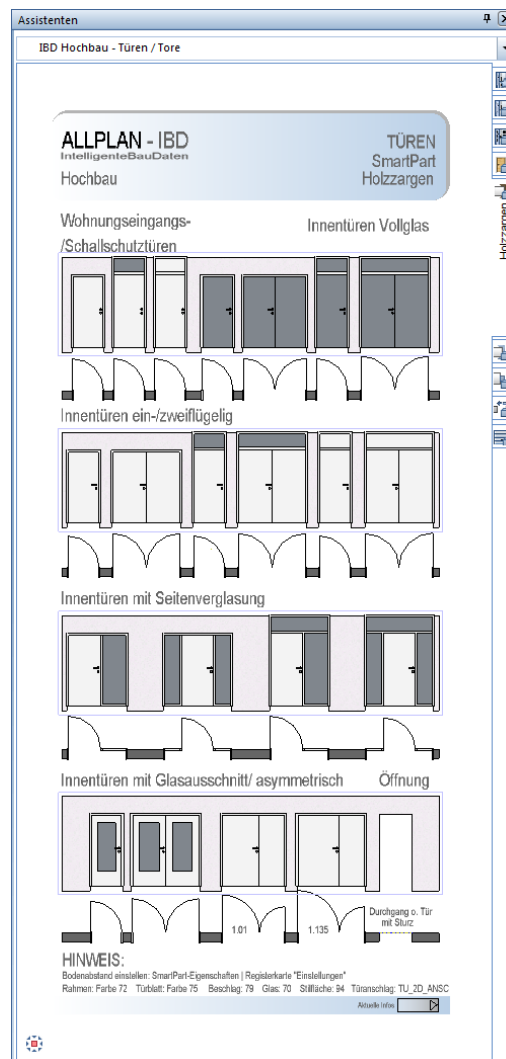 Assistenten
IBD Hochbau - Türen / Tore
ALLPLAN - IBD
IntelligenteBauDaten
Hochbau
TÜREN
SmartPart
Holzzargen
Holzzargen
Wohnungseingangs-
/Schallschutztüren
Innentüren Vollglas
Innentüren ein-/zweiflügelig
Innentüren mit Seitenverglasung
Innentüren mit Glasausschnitt/ asymmetrisch
Öffnung
1.01
1.135
Durchgang o. Tür
mit Sturz
HINWEIS:
Bodenabstand einstellen: SmartPart-Eigenschaften | Registerkarte "Einstellungen"
Rahmen: Farbe 72 Türblatt: Farbe 75 Beschlag: 79 Glas: 70 Stilfläche: 94 Türanschlag: TU_2D_ANSC
Aktuelle Infos